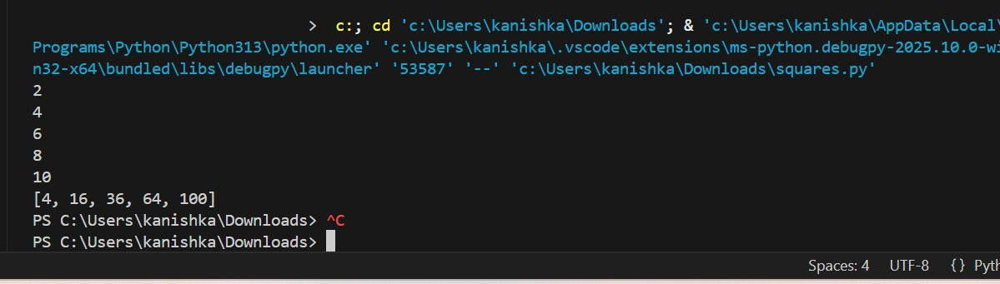 > c:; cd 'c:\Users\kanishka\Downloads'; & 'c:\Users\kanishka\AppData\Local\
Programs\Python\Python313\python.exe' 'c:\Users\kanishka\.vscode\extensions\ms-python.debugpy-2025.10.0-wi
n32-x64\bundled\libs\debugpy\launcher' '53587' '--' 'c:\Users\kanishka\Downloads\squares.py'
2
4
6
8
10
[4, 16, 36, 64, 100]
PS C:\Users\kanishka\Downloads> ^C
PS C:\Users\kanishka\Downloads>
Spaces: 4 UTF-8 {} Pyth